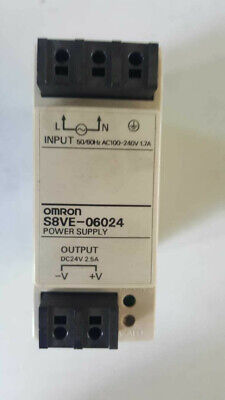 L N
INPUT 50/60Hz AC100-240V 1.7A
OMRON
S8VE-06024
POWER SUPPLY
OUTPUT
DC24V 2.5A
-V +V